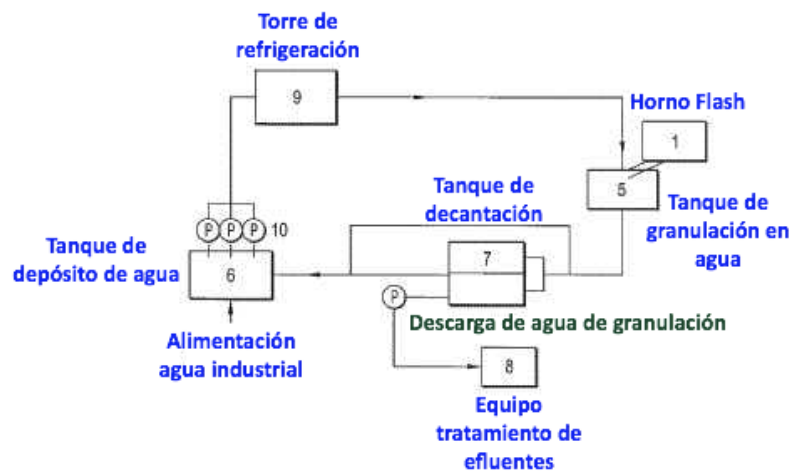 Torre de
refrigeración
9
Horno Flash
1
5
Tanque de
granulación en
agua
Tanque de
decantación
P P P 10
Tanque de
depósito de agua
6
7
P
Descarga de agua de granulación
Alimentación
agua industrial
8
Equipo
tratamiento de
efluentes